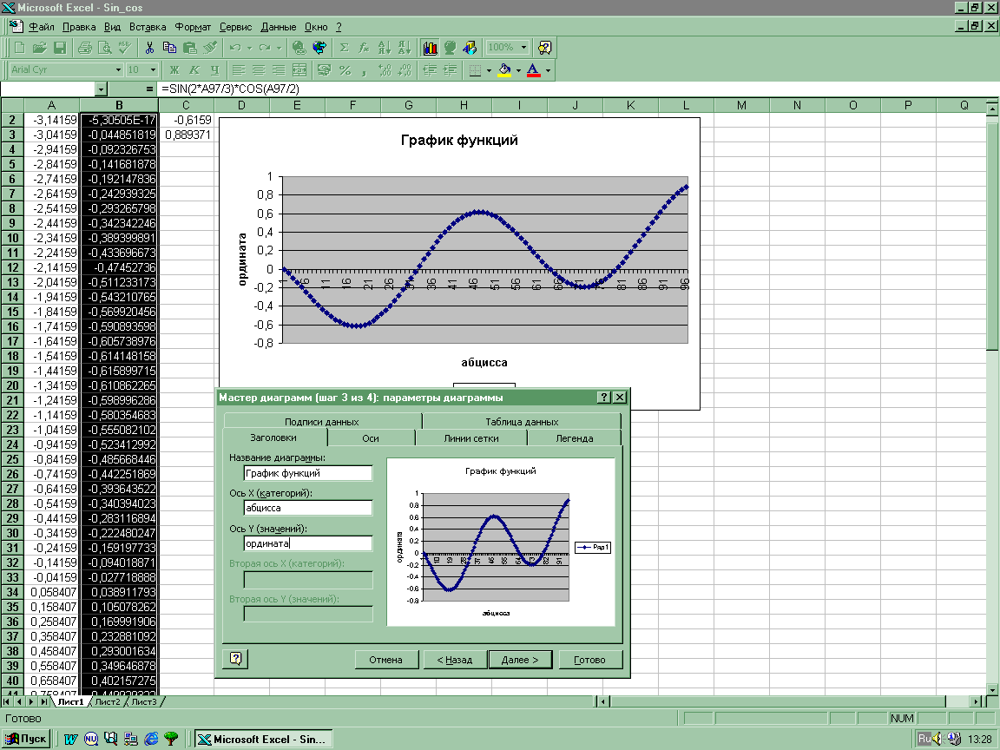 Microsoft Excel - Sin_cos
Файл Правка Вид Вставка Формат Сервис Данные Окно ?
100%
Arial Cyr 10 Ж К Ч
= =SIN(2*A97/3)*COS(A97/2)
A B C D E F G H I J K L M N O P Q
2 -3,14159 -5,30505E-17 -0,6159
3 -3,04159 -0,044851819 0,889371
4 -2,94159 -0,092326753
5 -2,84159 -0,141681878
6 -2,74159 -0,192147836
7 -2,64159 -0,242939325
8 -2,54159 -0,293265798
9 -2,44159 -0,342342246
10 -2,34159 -0,389399891
11 -2,24159 -0,433696673
12 -2,14159 -0,47452736
13 -2,04159 -0,511233173
14 -1,94159 -0,543210765
15 -1,84159 -0,569920456
16 -1,74159 -0,590893598
17 -1,64159 -0,605738976
18 -1,54159 -0,614148158
19 -1,44159 -0,615899715
20 -1,34159 -0,610862265
21 -1,24159 -0,598996286
22 -1,14159 -0,580354683
23 -1,04159 -0,555082102
24 -0,94159 -0,523412992
25 -0,84159 -0,485668446
26 -0,74159 -0,442251869
27 -0,64159 -0,393643522
28 -0,54159 -0,340394023
29 -0,44159 -0,283116894
30 -0,34159 -0,222480247
31 -0,24159 -0,159197733
32 -0,14159 -0,094018871
33 -0,04159 -0,027718888
34 0,058407 0,038911793
35 0,158407 0,105078262
36 0,258407 0,169991906
37 0,358407 0,232881092
38 0,458407 0,293001634
39 0,558407 0,349646878
40 0,658407 0,402157275
График функций
1
0,8
0,6
0,4
0,2
0
-0,2
-0,4
-0,6
-0,8
ордината
1 6 11 16 21 26 31 36 41 46 51 56 61 66 71 76 81 86 91 96
абцисса
Мастер диаграмм (шаг 3 из 4): параметры диаграммы
Подписи данных Таблица данных
Заголовки Оси Линии сетки Легенда
Название диаграммы:
График функций
Ось X (категорий):
абцисса
Ось Y (значений):
ордината
Вторая ось X (категорий):
Вторая ось Y (значений):
График функций
1
0,8
0,6
0,4
0,2
0
-0,2
-0,4
-0,6
-0,8
ордината
10 19 28 37 46 55 64 73 82 91
абцисса
Ряд1
Отмена < Назад Далее > Готово
Лист1 Лист2 Лист3
Готово NUM
Пуск Microsoft Excel - Sin... Ru 13:28